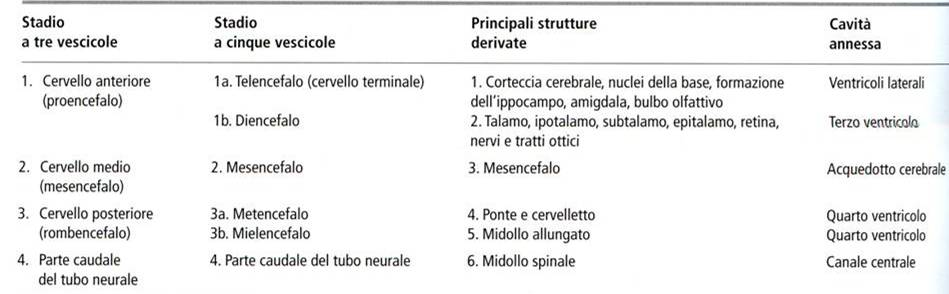 Stadio a tre vescicole
Stadio a cinque vescicole
Principali strutture derivate
Cavità annessa
1. Cervello anteriore (proencefalo)
1a. Telencefalo (cervello terminale)
1. Corteccia cerebrale, nuclei della base, formazione
dell'ippocampo, amigdala, bulbo olfattivo
Ventricoli laterali
1b. Diencefalo
2. Talamo, ipotalamo, subtalamo, epitalamo, retina,
nervi e tratti ottici
Terzo ventricolo
2. Cervello medio
(mesencefalo)
2. Mesencefalo
3. Mesencefalo
Acquedotto cerebrale
3. Cervello posteriore
(rombencefalo)
3a. Metencefalo
4. Ponte e cervelletto
Quarto ventricolo
3b. Mielencefalo
5. Midollo allungato
Quarto ventricolo
4. Parte caudale
del tubo neurale
4. Parte caudale del tubo neurale
6. Midollo spinale
Canale centrale